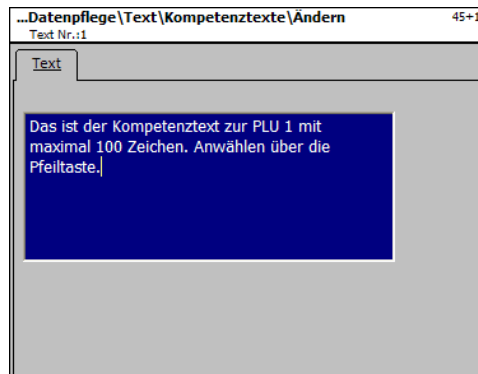 ...Datenpflege\Text\Kompetenztexte\Ändern
45+1
Text Nr.:1
Text
Das ist der Kompetenztext zur PLU 1 mit
maximal 100 Zeichen. Anwählen über die
Pfeiltaste.